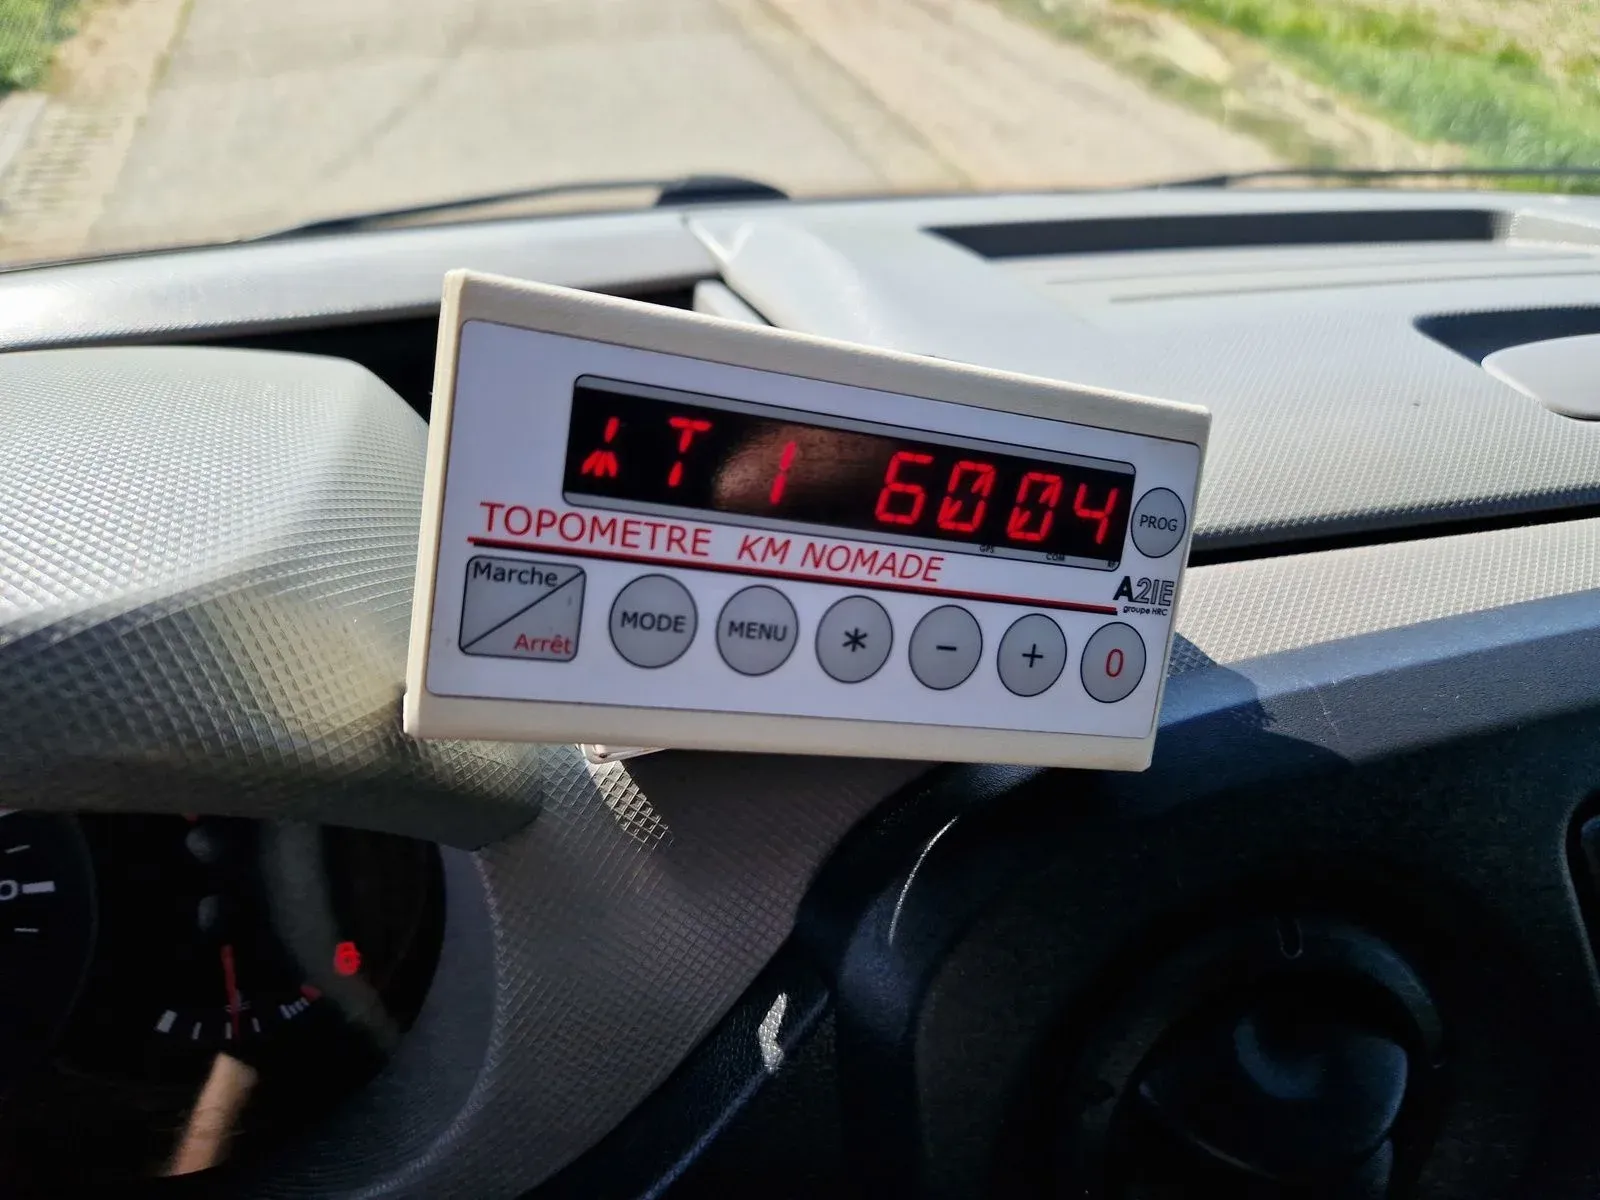 T 1 6004
PROG
TOPOMETRE KM NOMADE
GPS COM
A2IE
groupe HRC
Marche
Arrêt
MODE
MENU
*
-
+
0